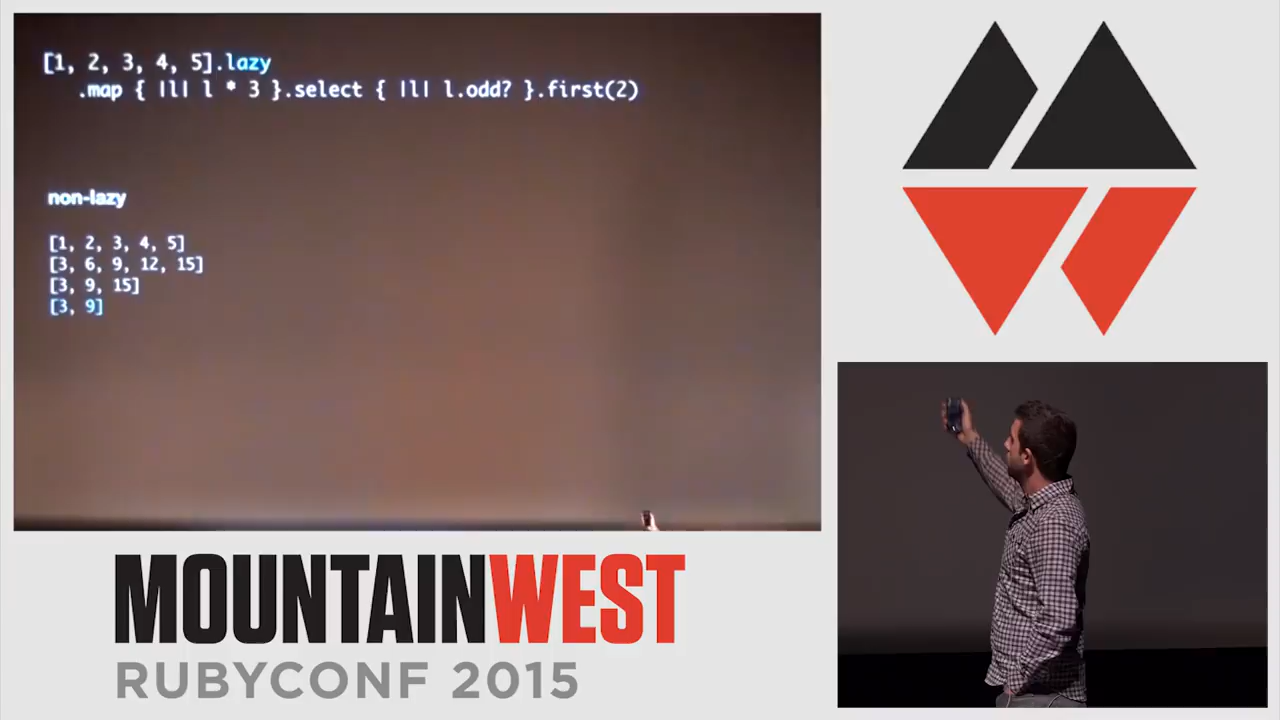 [1, 2, 3, 4, 5].lazy
.map { |l| l * 3 }.select { |l| l.odd? }.first(2)
non-lazy
[1, 2, 3, 4, 5]
[3, 6, 9, 12, 15]
[3, 9, 15]
[3, 9]
MOUNTAINWEST
RUBYCONF 2015